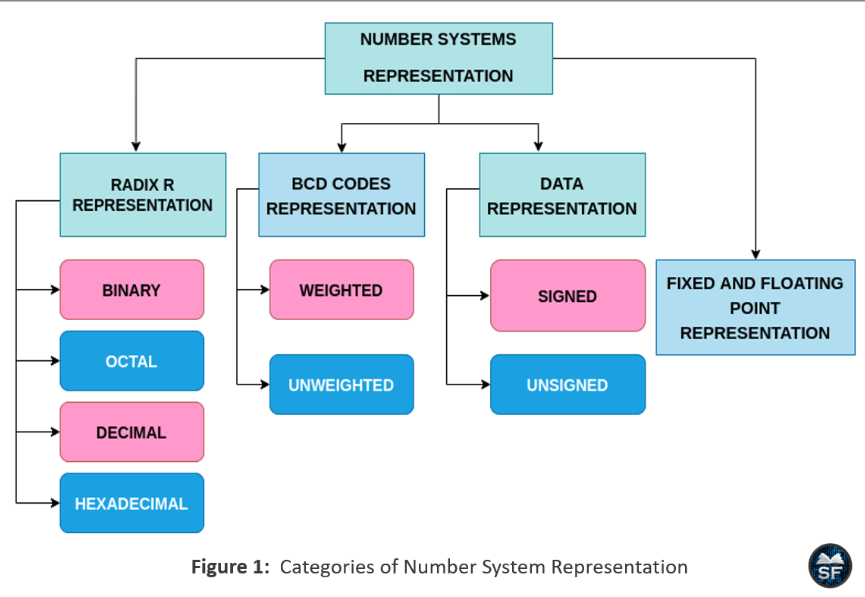 NUMBER SYSTEMS
REPRESENTATION
RADIX R
REPRESENTATION
BINARY
OCTAL
DECIMAL
HEXADECIMAL
BCD CODES
REPRESENTATION
WEIGHTED
UNWEIGHTED
DATA
REPRESENTATION
SIGNED
UNSIGNED
FIXED AND FLOATING
POINT
REPRESENTATION
Figure 1: Categories of Number System Representation
SF